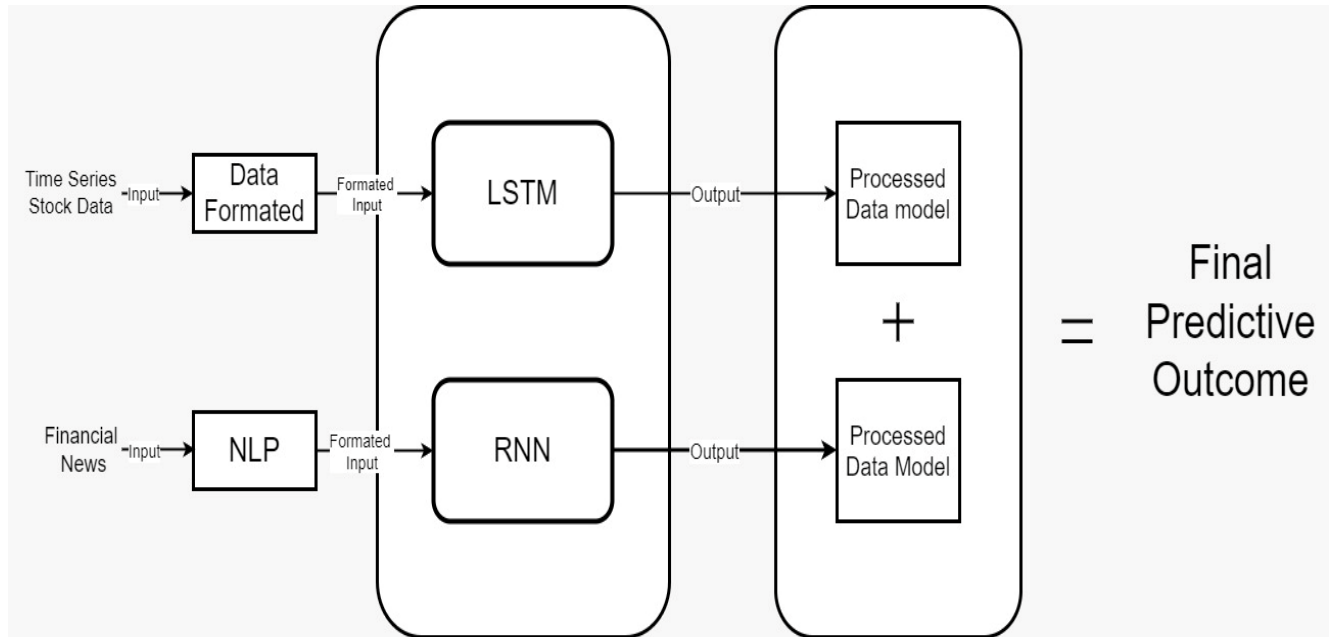 Time Series
Stock Data
Input
Data
Formated
Formated
Input
LSTM
Output
Processed
Data model
+
=
Final
Predictive
Outcome
Financial
News
Input
NLP
Formated
Input
RNN
Output
Processed
Data Model